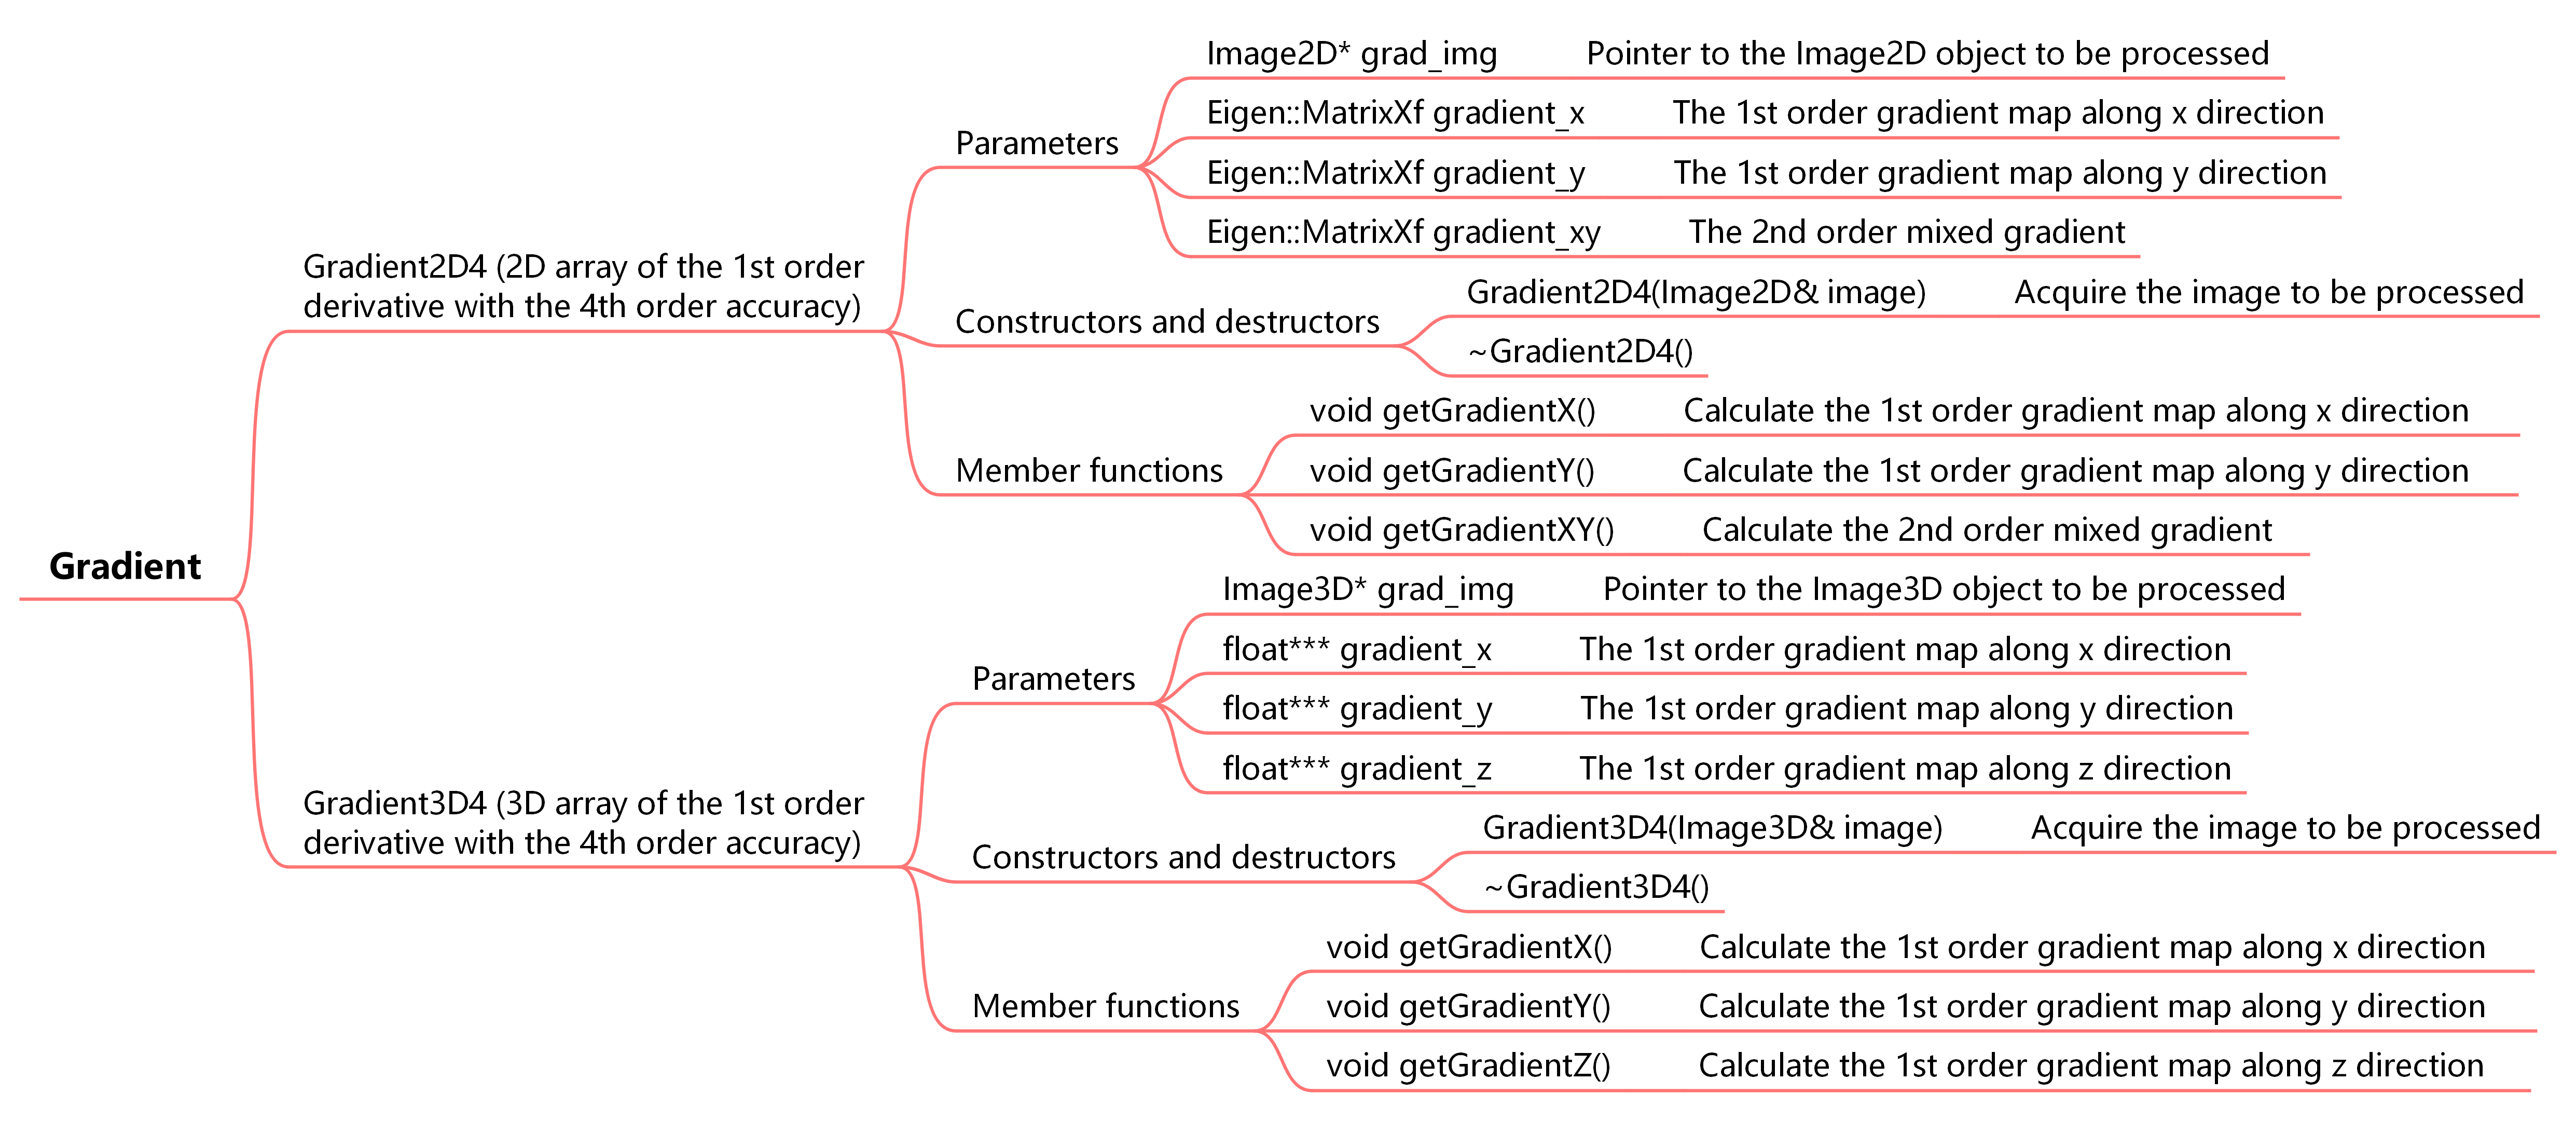 Image2D* grad_img Pointer to the Image2D object to be processed
Eigen::MatrixXf gradient_x The 1st order gradient map along x direction
Parameters
Eigen::MatrixXf gradient_y The 1st order gradient map along y direction
Eigen::MatrixXf gradient_xy The 2nd order mixed gradient
Gradient2D4 (2D array of the 1st order
derivative with the 4th order accuracy)
Gradient2D4(Image2D& image) Acquire the image to be processed
Constructors and destructors
~Gradient2D4()
void getGradientX() Calculate the 1st order gradient map along x direction
Member functions
void getGradientY() Calculate the 1st order gradient map along y direction
void getGradientXY() Calculate the 2nd order mixed gradient
Gradient
Image3D* grad_img Pointer to the Image3D object to be processed
float*** gradient_x The 1st order gradient map along x direction
Parameters
float*** gradient_y The 1st order gradient map along y direction
float*** gradient_z The 1st order gradient map along z direction
Gradient3D4 (3D array of the 1st order
derivative with the 4th order accuracy)
Gradient3D4(Image3D& image) Acquire the image to be processed
Constructors and destructors
~Gradient3D4()
void getGradientX() Calculate the 1st order gradient map along x direction
Member functions
void getGradientY() Calculate the 1st order gradient map along y direction
void getGradientZ() Calculate the 1st order gradient map along z direction